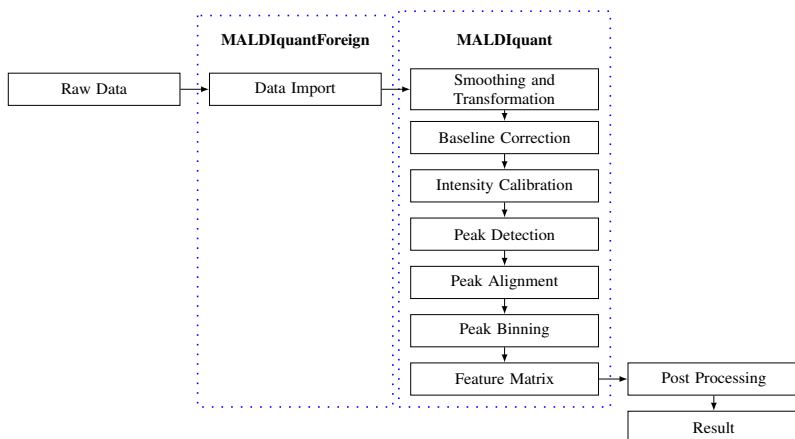 MALDIquantForeign
MALDIquant
Raw Data
Data Import
Smoothing and
Transformation
Baseline Correction
Intensity Calibration
Peak Detection
Peak Alignment
Peak Binning
Feature Matrix
Post Processing
Result